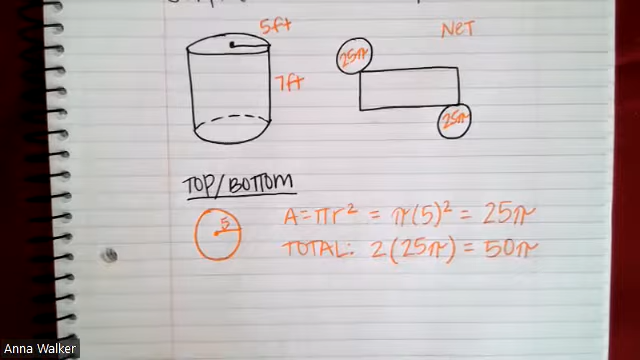 5ft
NET
7ft
25π
25π
TOP/BOTTOM
5
A=πr² = π(5)² = 25π
TOTAL: 2(25π) = 50π
Anna Walker